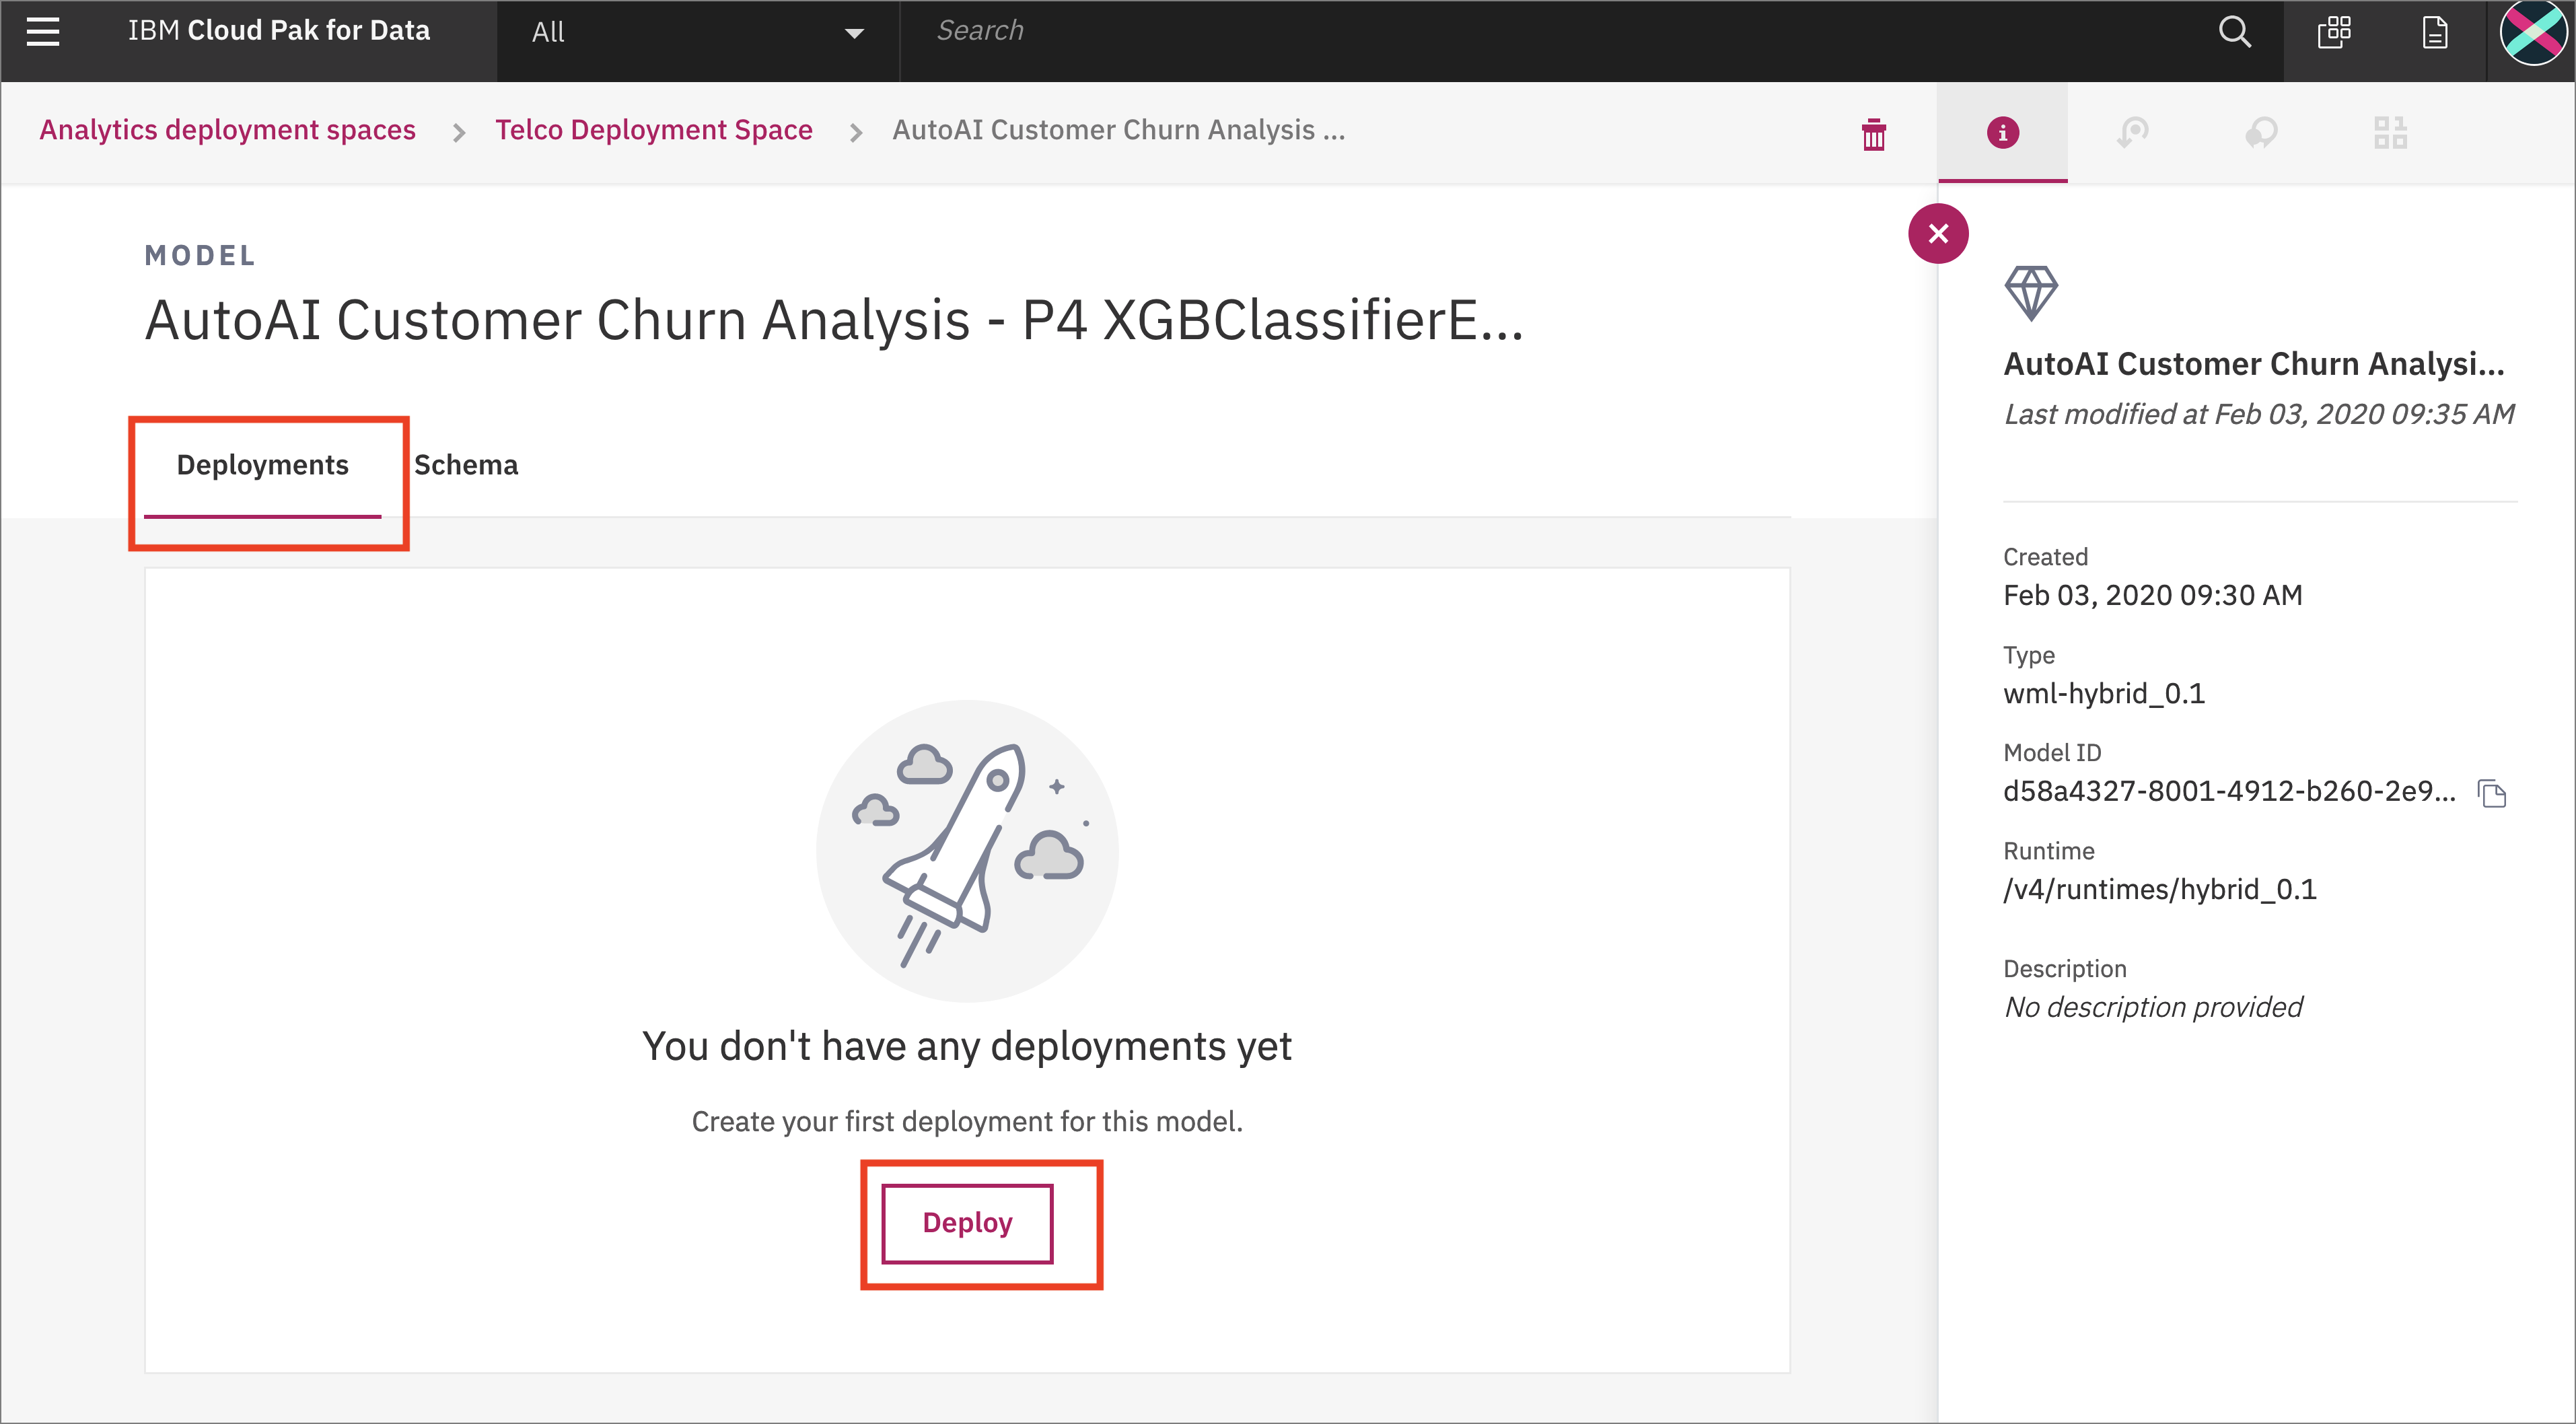 IBM Cloud Pak for Data
All
Search
Analytics deployment spaces
Telco Deployment Space
AutoAI Customer Churn Analysis ...
MODEL
AutoAI Customer Churn Analysis - P4 XGBClassifierE...
Deployments
Schema
You don't have any deployments yet
Create your first deployment for this model.
Deploy
AutoAI Customer Churn Analysi...
Last modified at Feb 03, 2020 09:35 AM
Created
Feb 03, 2020 09:30 AM
Type
wml-hybrid_0.1
Model ID
d58a4327-8001-4912-b260-2e9...
Runtime
/v4/runtimes/hybrid_0.1
Description
No description provided